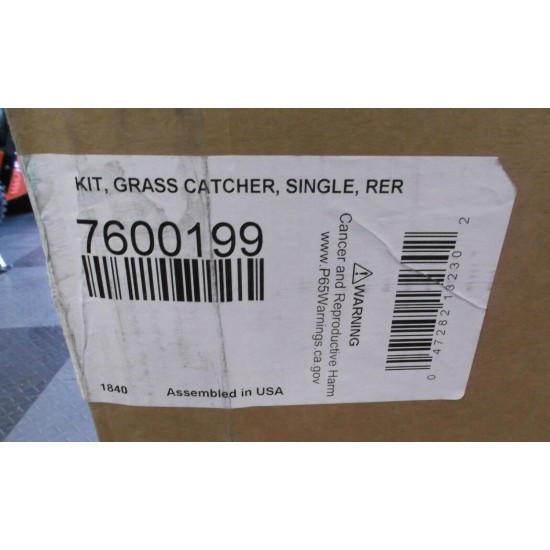 KIT, GRASS CATCHER, SINGLE, RER
7600199
1840 Assembled in USA
⚠WARNING
Cancer and Reproductive Harm
www.P65Warnings.ca.gov
0 47282 13230 2